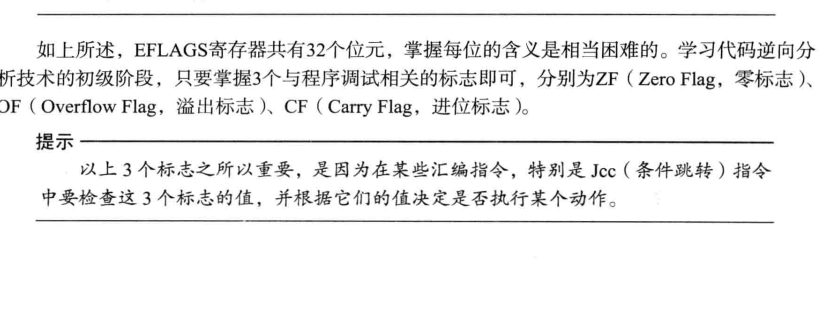 如上所述，EFLAGS寄存器共有32个位元，掌握每位的含义是相当困难的。学习代码逆向分
析技术的初级阶段，只要掌握3个与程序调试相关的标志即可，分别为ZF（Zero Flag，零标志）、
OF（Overflow Flag，溢出标志）、CF（Carry Flag，进位标志）。
提示
以上 3 个标志之所以重要，是因为在某些汇编指令，特别是 Jcc（条件跳转）指令
中要检查这 3 个标志的值，并根据它们的值决定是否执行某个动作。